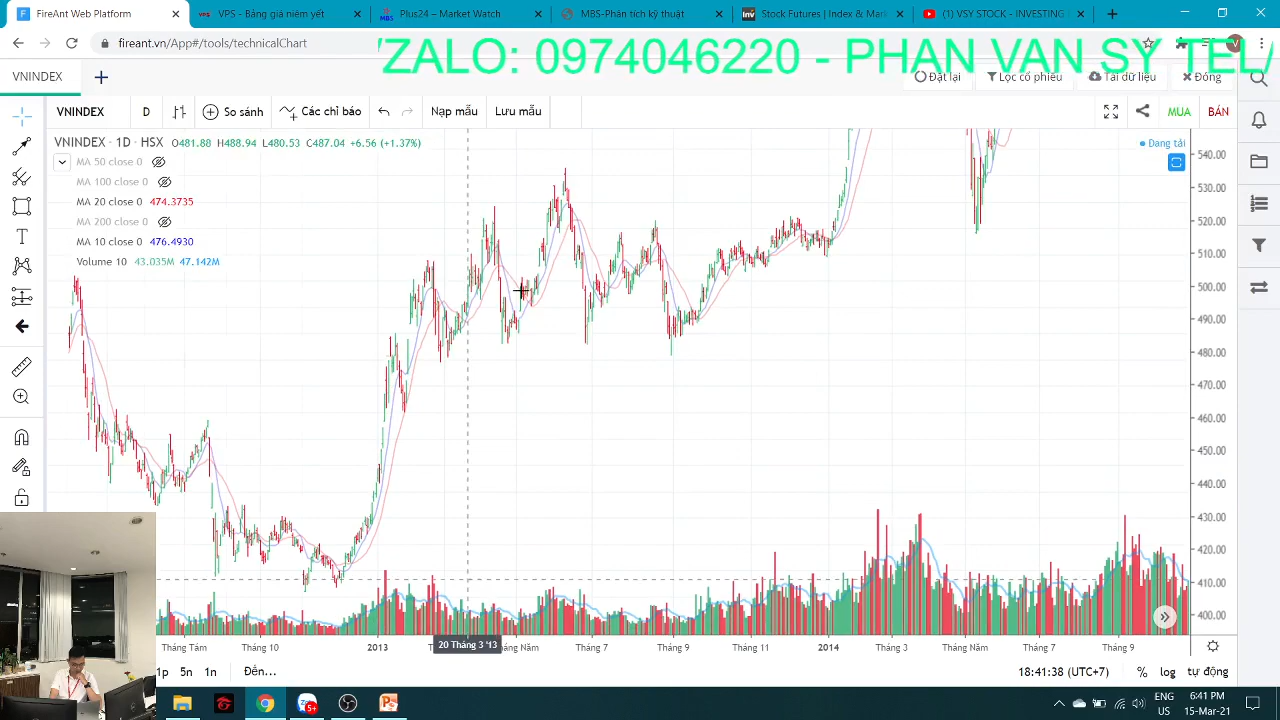 VPS - Bảng giá niêm yết
Plus24 – Market Watch
MBS-Phân tích kỹ thuật
Stock Futures | Index & Mark
(1) VSY STOCK - INVESTING
fireant.vn/App#/tools/technicalChart
/ZALO: 0974046220 - PHAN VAN SY TEL/
VNINDEX
Đặt lại
Lọc cổ phiếu
Tải dữ liệu
Đóng
VNINDEX
D
So sánh
Các chỉ báo
Nạp mẫu
Lưu mẫu
MUA
BÁN
VNINDEX · 1D · HSX O481.88 H488.94 L480.53 C487.04 +6.56 (+1.37%)
Đang tải
MA 50 close 0
MA 100 close 0
MA 20 close 0 474.3735
MA 200 close 0
MA 10 close 0 476.4930
Volume 10 43.035M 47.142M
540.00
530.00
520.00
510.00
500.00
490.00
480.00
470.00
460.00
450.00
440.00
430.00
420.00
410.00
400.00
Tháng Tám
Tháng 10
2013
20 Tháng 3 '13
Tháng 7
Tháng 9
Tháng 11
2014
Tháng 3
Tháng Năm
Tháng 7
Tháng 9
5n
1n
Đến...
18:41:38 (UTC+7)
%
log
tự động
5+
ENG
US
6:41 PM
15-Mar-21